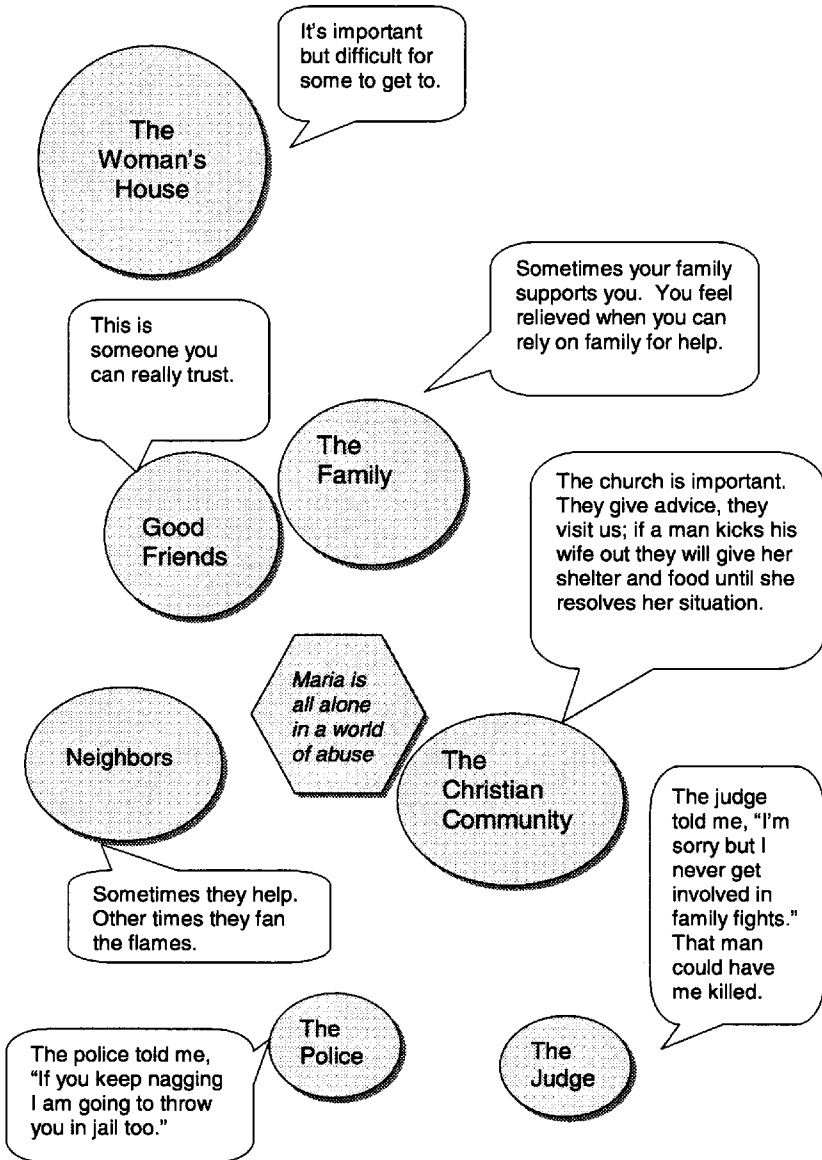 It's important
but difficult for
some to get to.
The
Woman's
House
Sometimes your family
supports you. You feel
relieved when you can
rely on family for help.
This is
someone you
can really trust.
The
Family
Good
Friends
The church is important.
They give advice, they
visit us; if a man kicks his
wife out they will give her
shelter and food until she
resolves her situation.
Maria is
all alone
in a world
of abuse
Neighbors
The
Christian
Community
The judge
told me, "I'm
sorry but I
never get
involved in
family fights."
That man
could have
me killed.
Sometimes they help.
Other times they fan
the flames.
The
Police
The
Judge
The police told me,
"If you keep nagging
I am going to throw
you in jail too."